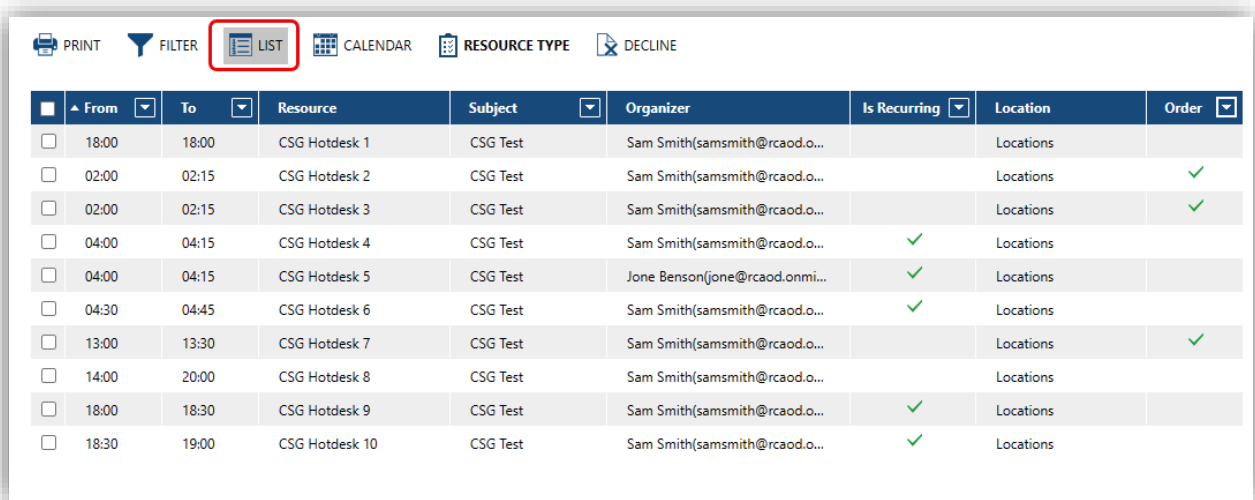 PRINT FILTER LIST CALENDAR RESOURCE TYPE DECLINE
From To Resource Subject Organizer Is Recurring Location Order
18:00 18:00 CSG Hotdesk 1 CSG Test Sam Smith(samsmith@rcaod.o... Locations
02:00 02:15 CSG Hotdesk 2 CSG Test Sam Smith(samsmith@rcaod.o... Locations
02:00 02:15 CSG Hotdesk 3 CSG Test Sam Smith(samsmith@rcaod.o... Locations
04:00 04:15 CSG Hotdesk 4 CSG Test Sam Smith(samsmith@rcaod.o... Locations
04:00 04:15 CSG Hotdesk 5 CSG Test Jone Benson(jone@rcaod.onmi... Locations
04:30 04:45 CSG Hotdesk 6 CSG Test Sam Smith(samsmith@rcaod.o... Locations
13:00 13:30 CSG Hotdesk 7 CSG Test Sam Smith(samsmith@rcaod.o... Locations
14:00 20:00 CSG Hotdesk 8 CSG Test Sam Smith(samsmith@rcaod.o... Locations
18:00 18:30 CSG Hotdesk 9 CSG Test Sam Smith(samsmith@rcaod.o... Locations
18:30 19:00 CSG Hotdesk 10 CSG Test Sam Smith(samsmith@rcaod.o... Locations